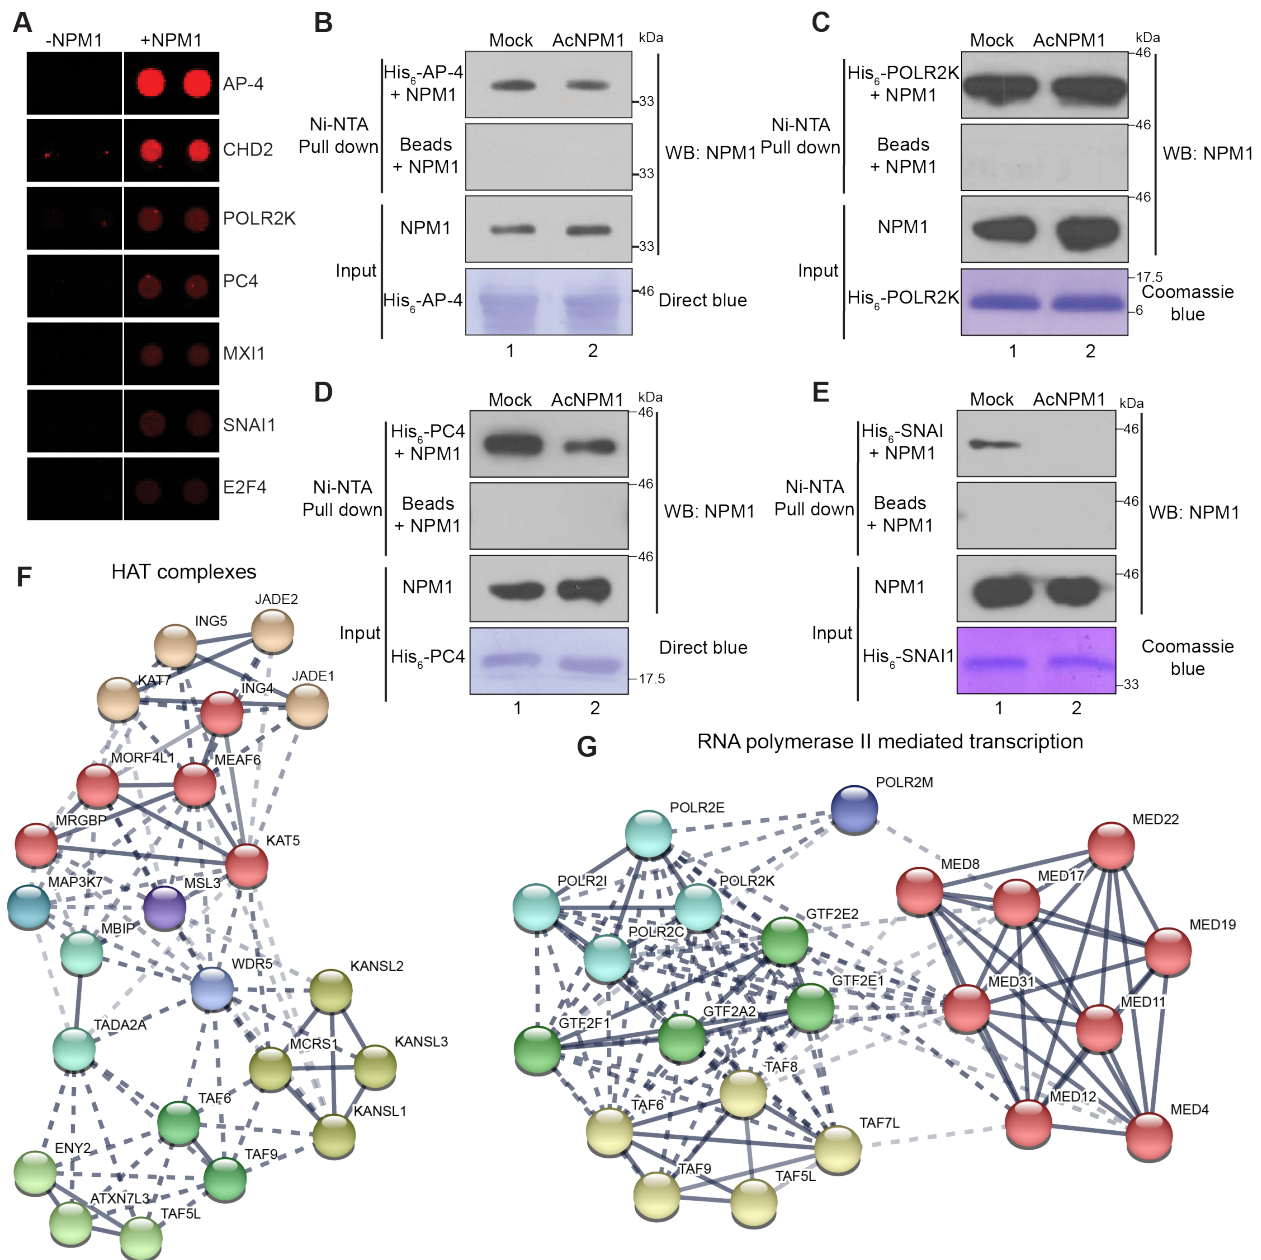 A
-NPM1 +NPM1
AP-4
CHD2
POLR2K
PC4
MXI1
SNAI1
E2F4
B
Mock AcNPM1 kDa
His6-AP-4
+ NPM1
33
Ni-NTA
Pull down
Beads
+ NPM1
33
WB: NPM1
NPM1
33
Input
His6-AP-4
46
Direct blue
1 2
C
Mock AcNPM1 kDa
46
His6-POLR2K
+ NPM1
46
Ni-NTA
Pull down
Beads
+ NPM1
46
WB: NPM1
NPM1
Input
His6-POLR2K
17.5
6
Coomassie
blue
1 2
D
Mock AcNPM1 kDa
46
His6-PC4
+ NPM1
46
Ni-NTA
Pull down
Beads
+ NPM1
46
WB: NPM1
NPM1
Input
His6-PC4
17.5
Direct blue
1 2
E
Mock AcNPM1 kDa
46
His6-SNAI
+ NPM1
Ni-NTA
Pull down
Beads
+ NPM1
46
WB: NPM1
NPM1
46
Input
His6-SNAI1
33
Coomassie
blue
1 2
F
HAT complexes
JADE2
ING5
KAT7
ING4
JADE1
MORF4L1
MEAF6
MRGBP
KAT5
MAP3K7
MSL3
MBIP
WDR5
KANSL2
TADA2A
MCRS1
KANSL3
TAF6
KANSL1
ENY2
TAF9
ATXN7L3
TAF5L
G
RNA polymerase II mediated transcription
POLR2M
POLR2E
MED22
MED8
MED17
POLR2I
POLR2K
GTF2E2
MED19
POLR2C
MED31
GTF2E1
MED11
GTF2A2
GTF2F1
TAF8
MED12
MED4
TAF6
TAF7L
TAF9
TAF5L